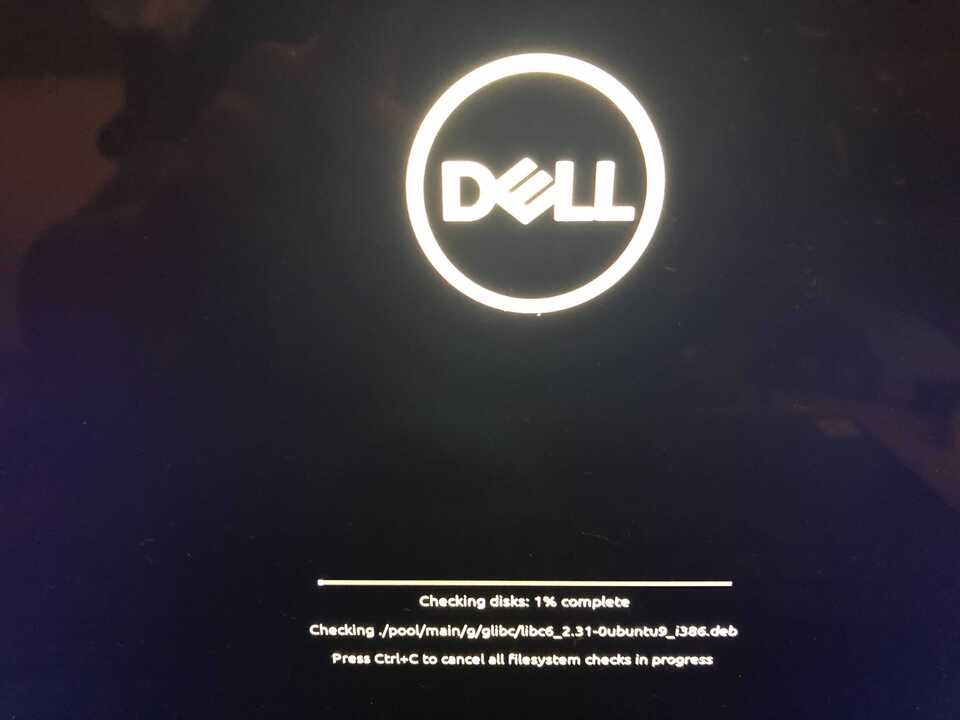 DELL
Checking disks: 1% complete
Checking ./pool/main/g/glibc/libc6_2.31-0ubuntu9_i386.deb
Press Ctrl+C to cancel all filesystem checks in progress